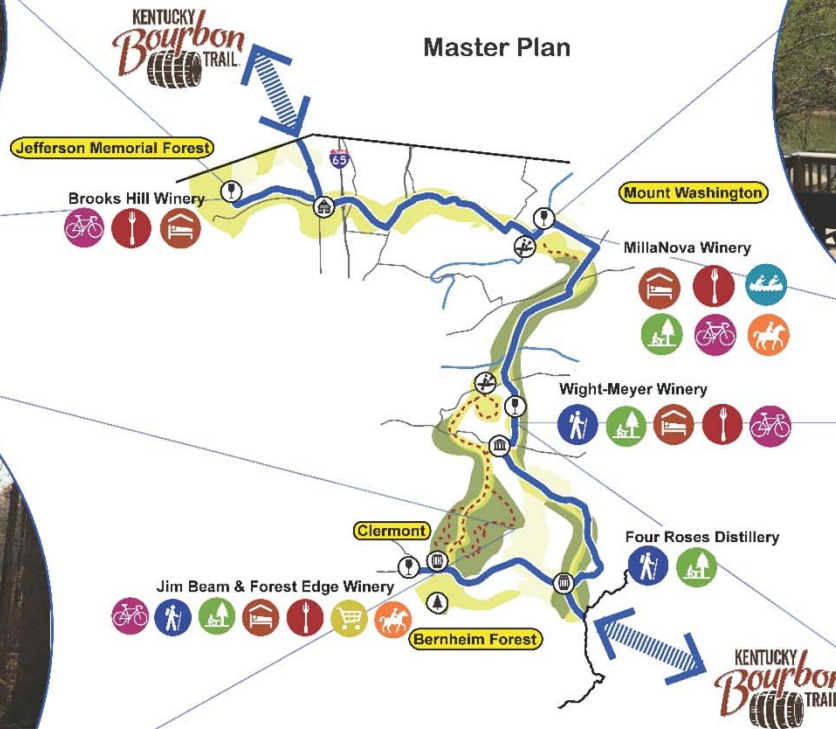 KENTUCKY
Bourbon
TRAIL
Master Plan
Jefferson Memorial Forest
65
Brooks Hill Winery
Mount Washington
MillaNova Winery
Wight-Meyer Winery
Clermont
Four Roses Distillery
Jim Beam & Forest Edge Winery
Bernheim Forest
KENTUCKY
Bourbon
TRAIL